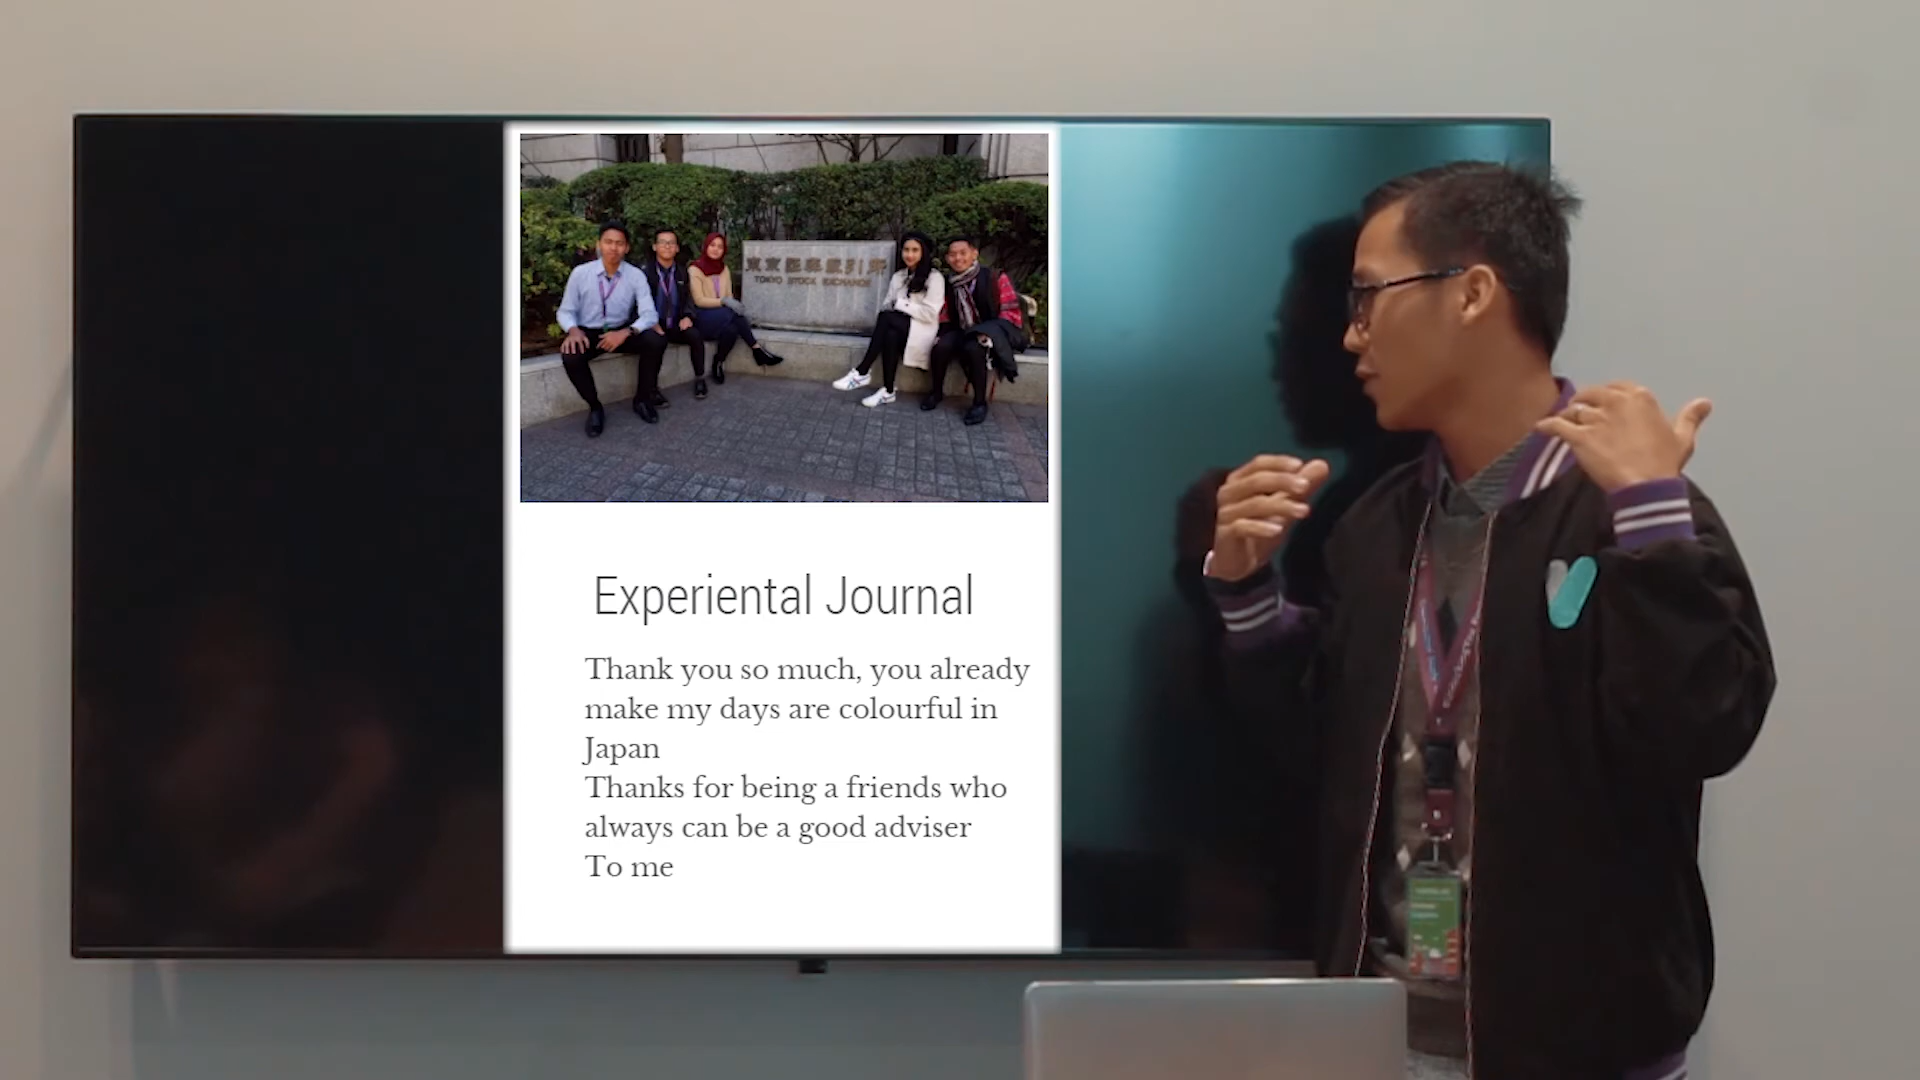 東京証券取引所
TOKYO STOCK EXCHANGE
Experiental Journal
Thank you so much, you already
make my days are colourful in
Japan
Thanks for being a friends who
always can be a good adviser
To me